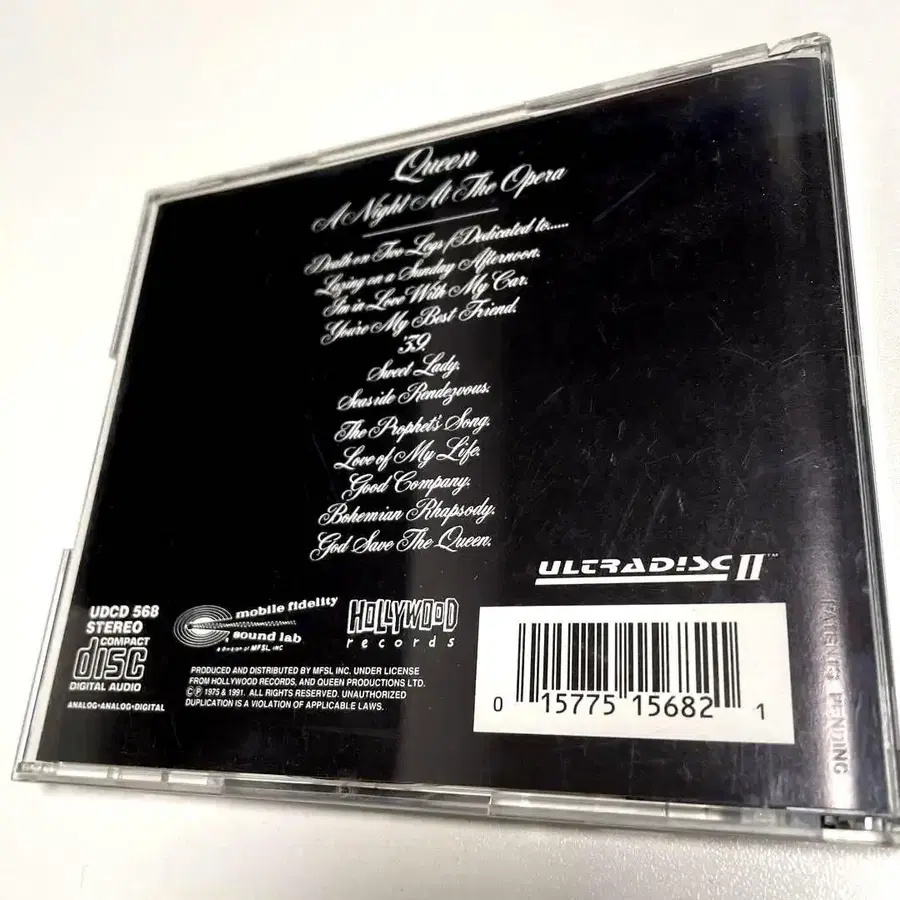 Queen
A Night At The Opera
Death on Two Legs (Dedicated to......
Lazing on a Sunday Afternoon.
I'm in Love With My Car.
You're My Best Friend.
'39.
Sweet Lady.
Seaside Rendezvous.
The Prophet's Song.
Love of My Life.
Good Company.
Bohemian Rhapsody.
God Save The Queen.
ULTRADISC II™
UDCD 568
STEREO
COMPACT
disc
DIGITAL AUDIO
ANALOG•ANALOG•DIGITAL
mobile fidelity
sound lab
a division of MFSL, INC
HOLLYWOOD
records
PRODUCED AND DISTRIBUTED BY MFSL INC. UNDER LICENSE
FROM HOLLYWOOD RECORDS, AND QUEEN PRODUCTIONS LTD.
©℗ 1975 & 1991. ALL RIGHTS RESERVED. UNAUTHORIZED
DUPLICATION IS A VIOLATION OF APPLICABLE LAWS.
0 15775 15682 1
PATENTS PENDING